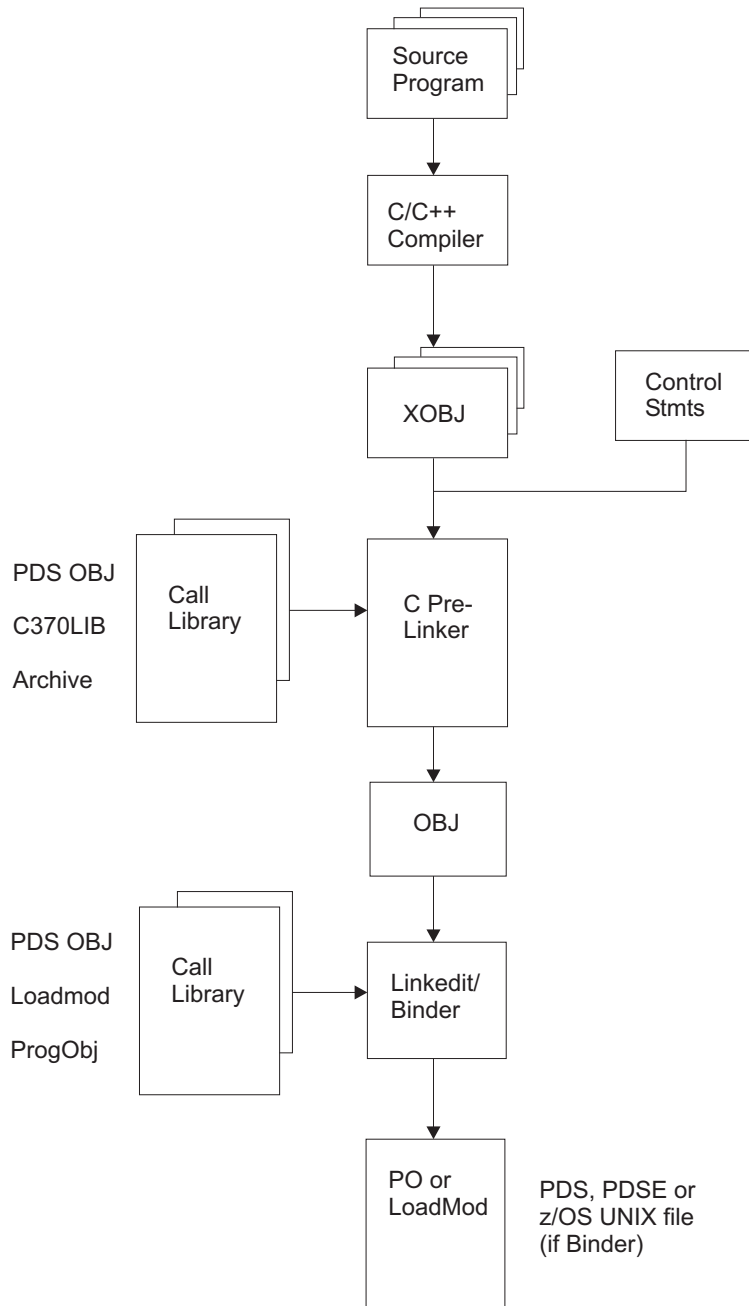 Source
Program
C/C++
Compiler
XOBJ
Control
Stmts
PDS OBJ
C370LIB
Archive
Call
Library
C Pre-
Linker
OBJ
PDS OBJ
Loadmod
ProgObj
Call
Library
Linkedit/
Binder
PO or
LoadMod
PDS, PDSE or
z/OS UNIX file
(if Binder)